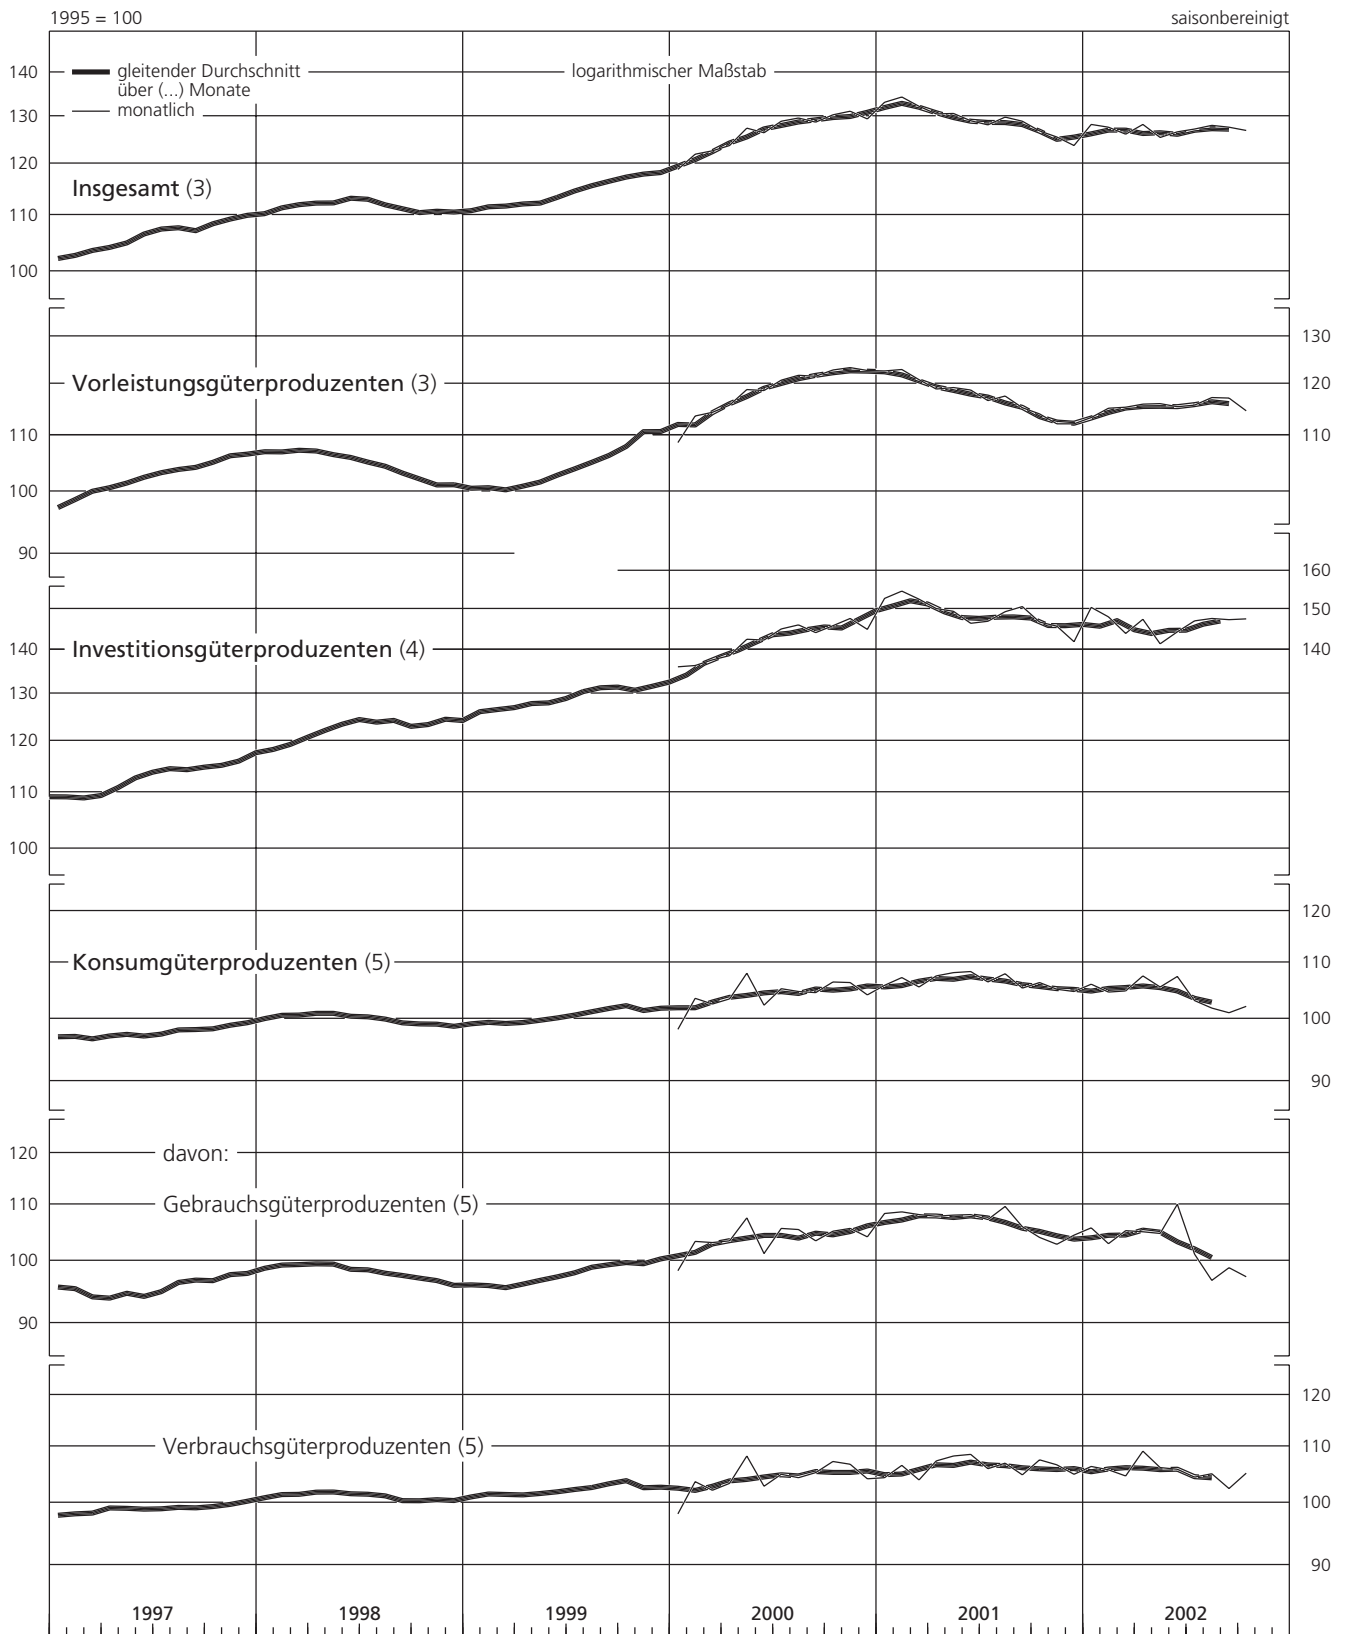 1995 = 100 saisonbereinigt
140 gleitender Durchschnitt logarithmischer Maßstab
über (...) Monate
130 monatlich
120
Insgesamt (3)
110
100
130
Vorleistungsgüterproduzenten (3) 120
110 110
100
90
160
150
140 Investitionsgüterproduzenten (4) 140
130
120
110
100
120
Konsumgüterproduzenten (5) 110
100
90
120 davon:
110 Gebrauchsgüterproduzenten (5)
100
90
120
Verbrauchsgüterproduzenten (5) 110
100
90
1997 1998 1999 2000 2001 2002